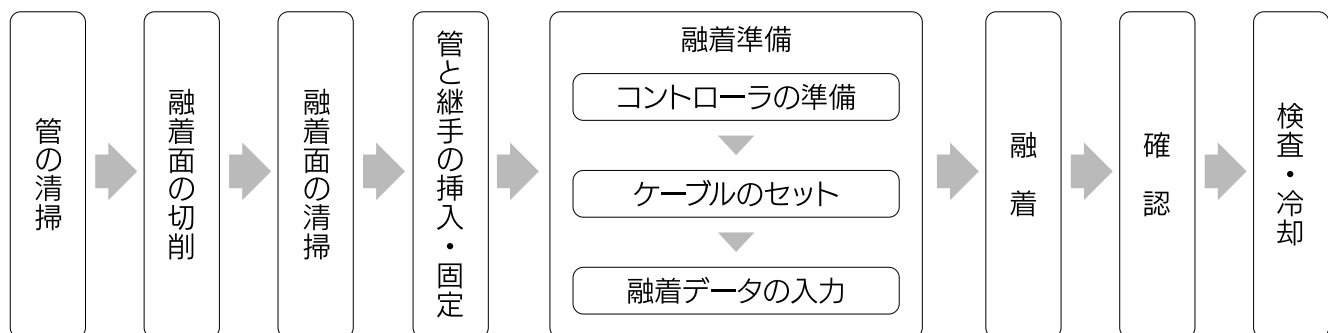 管の清掃
融着面の切削
融着面の清掃
管と継手の挿入・固定
融着準備
コントローラの準備
ケーブルのセット
融着データの入力
融着
確認
検査・冷却